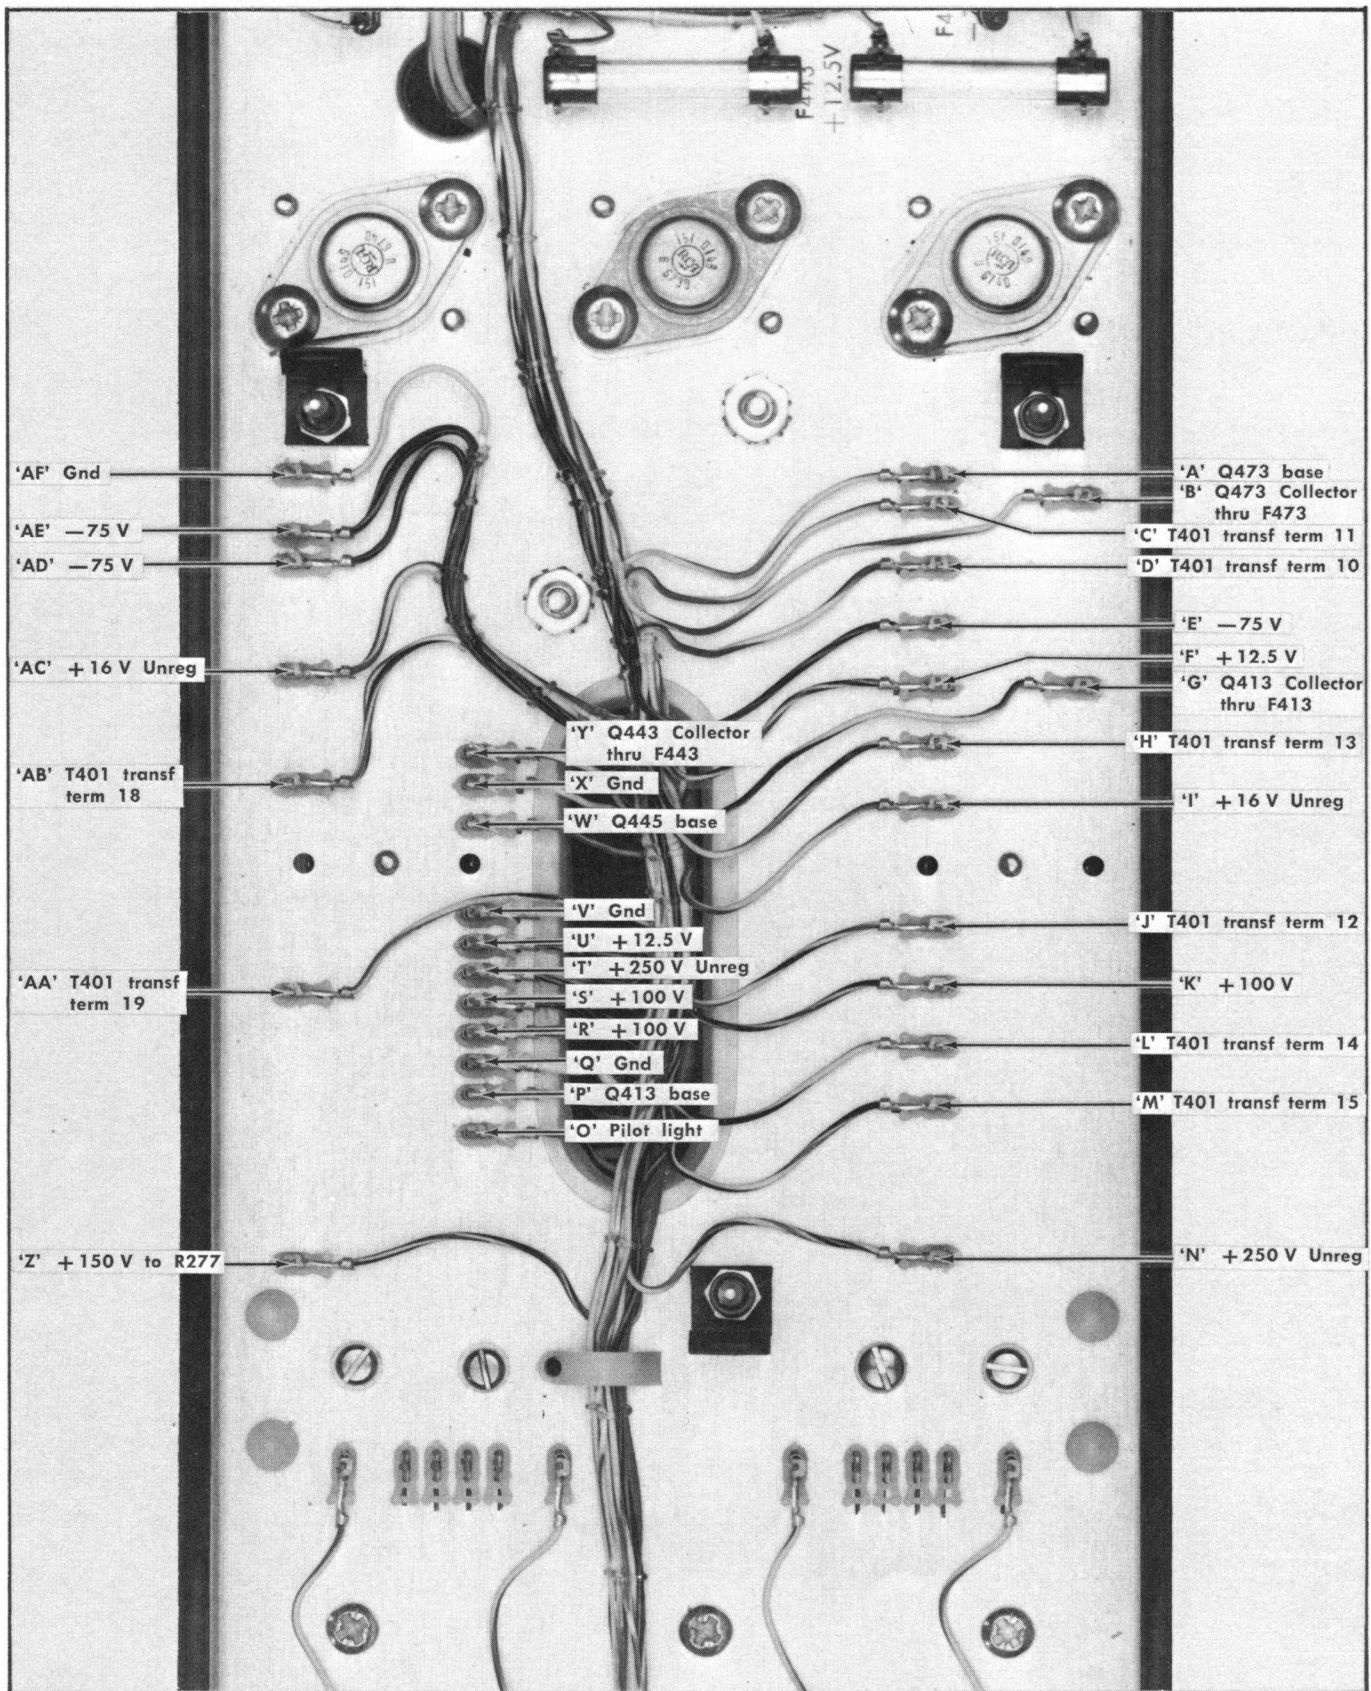 F4
F443
+12.5V
'AF' Gnd
'AE' —75 V
'AD' —75 V
'AC' +16 V Unreg
'AB' T401 transf
term 18
'AA' T401 transf
term 19
'Z' +150 V to R277
'Y' Q443 Collector
thru F443
'X' Gnd
'W' Q445 base
'V' Gnd
'U' +12.5 V
'T' +250 V Unreg
'S' +100 V
'R' +100 V
'Q' Gnd
'P' Q413 base
'O' Pilot light
'A' Q473 base
'B' Q473 Collector
thru F473
'C' T401 transf term 11
'D' T401 transf term 10
'E' —75 V
'F' +12.5 V
'G' Q413 Collector
thru F413
'H' T401 transf term 13
'I' +16 V Unreg
'J' T401 transf term 12
'K' +100 V
'L' T401 transf term 14
'M' T401 transf term 15
'N' +250 V Unreg